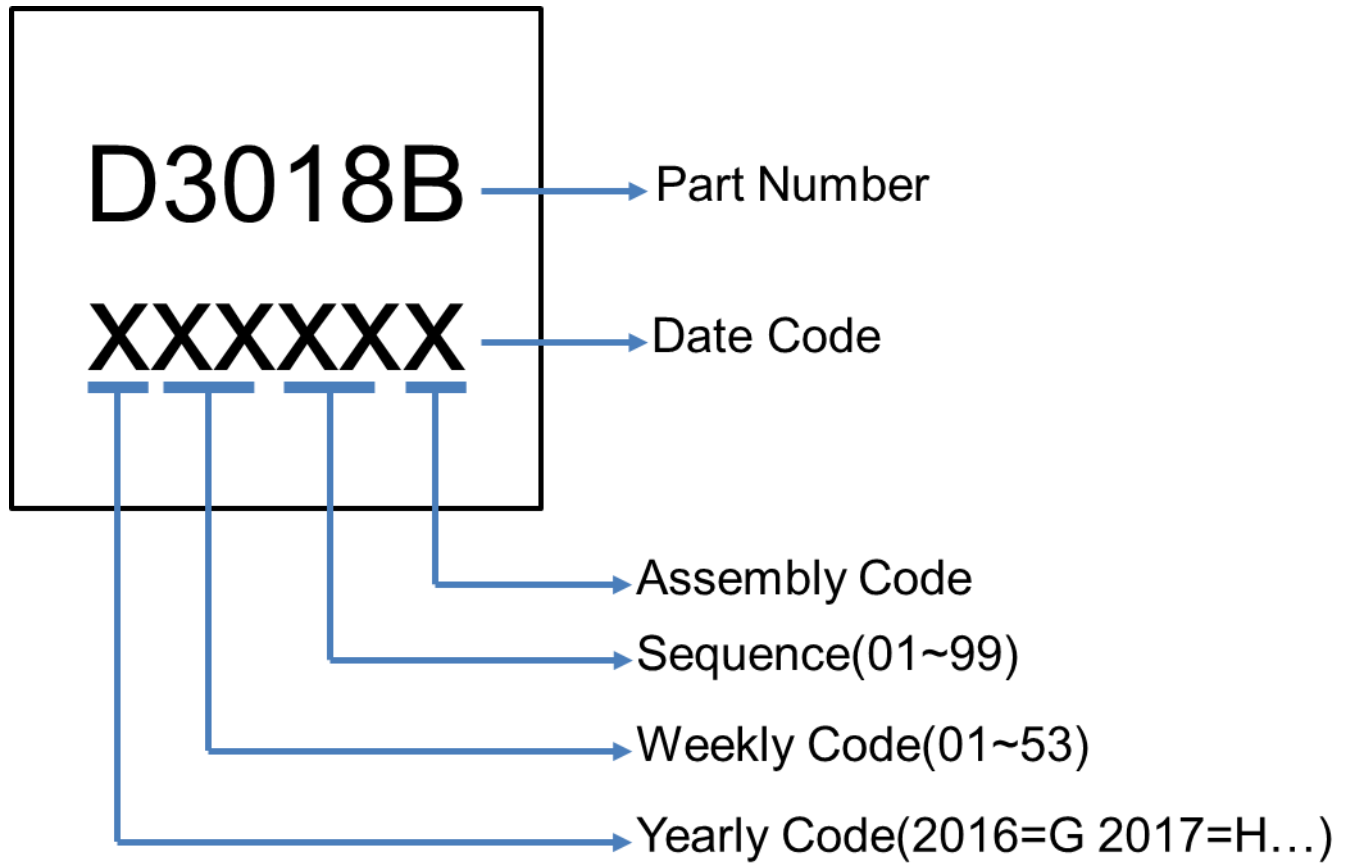 D3018B
Part Number
XXXXXX
Date Code
Assembly Code
Sequence(01~99)
Weekly Code(01~53)
Yearly Code(2016=G 2017=H…)